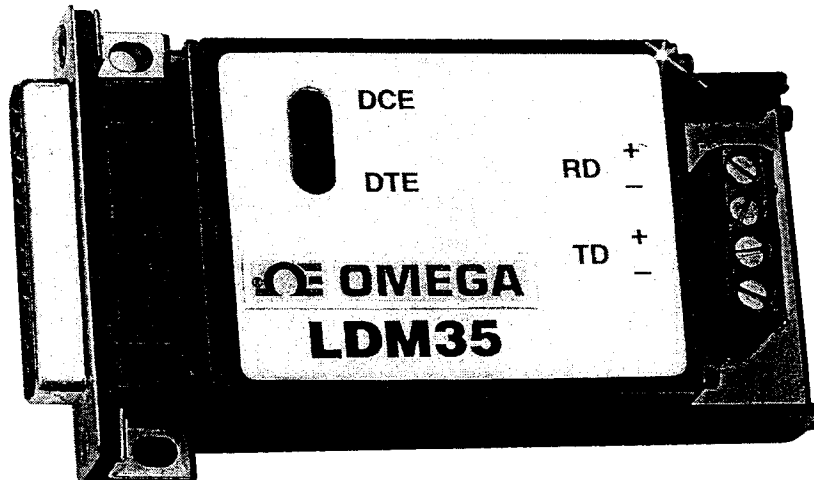 DCE
DTE
RD + −
TD + −
OMEGA
LDM35